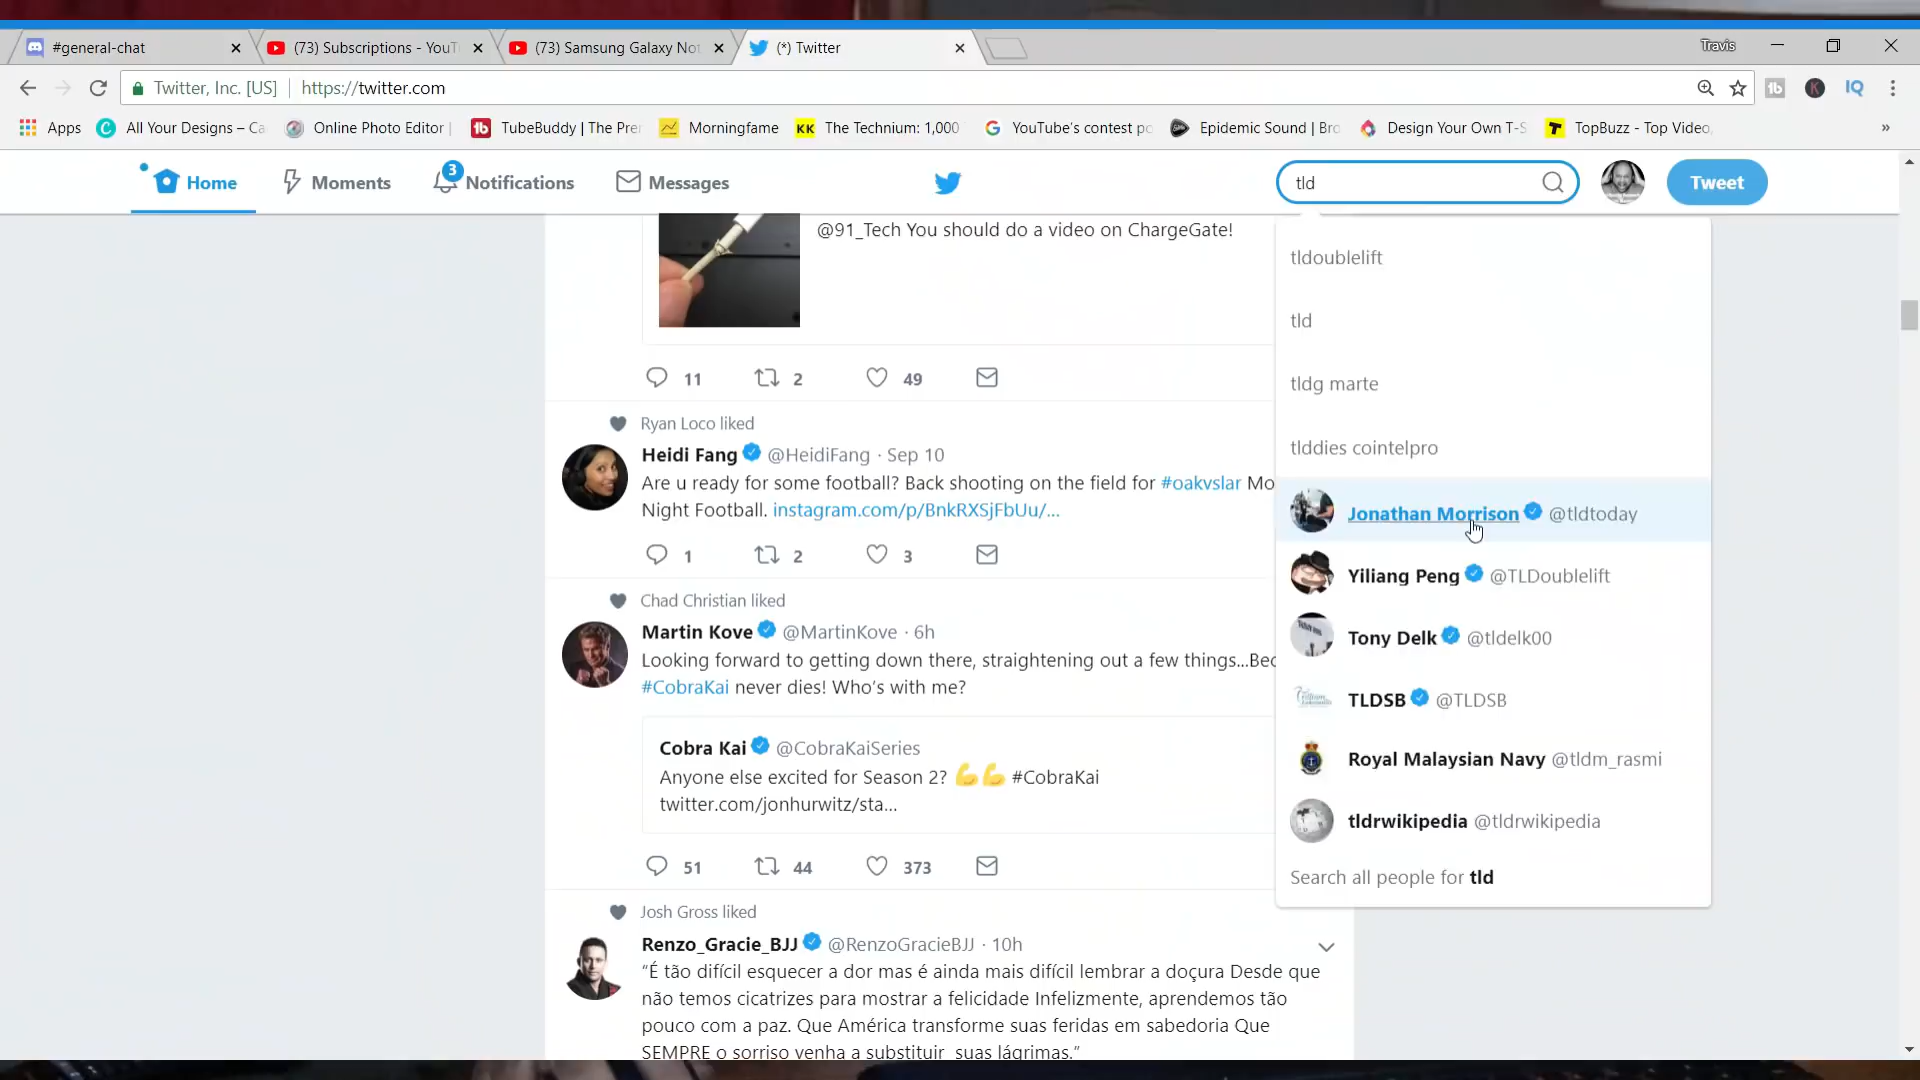 #general-chat
(73) Subscriptions - YouT
(73) Samsung Galaxy Not
(*) Twitter
Travis
Twitter, Inc. [US]
https://twitter.com
Apps
All Your Designs – Ca
Online Photo Editor |
TubeBuddy | The Prer
Morningfame
KK
The Technium: 1,000
YouTube's contest po
Epidemic Sound | Bro
Design Your Own T-S
TopBuzz - Top Video,
»
Home
Moments
3
Notifications
Messages
tld
Tweet
@91_Tech You should do a video on ChargeGate!
11
2
49
Ryan Loco liked
Heidi Fang @HeidiFang · Sep 10
Are u ready for some football? Back shooting on the field for #oakvslar Mo
Night Football. instagram.com/p/BnkRXSjFbUu/...
1
2
3
Chad Christian liked
Martin Kove @MartinKove · 6h
Looking forward to getting down there, straightening out a few things...Bec
#CobraKai never dies! Who's with me?
Cobra Kai @CobraKaiSeries
Anyone else excited for Season 2? 💪💪 #CobraKai
twitter.com/jonhurwitz/sta...
51
44
373
Josh Gross liked
Renzo_Gracie_BJJ @RenzoGracieBJJ · 10h
"É tão difícil esquecer a dor mas é ainda mais difícil lembrar a doçura Desde que
não temos cicatrizes para mostrar a felicidade Infelizmente, aprendemos tão
pouco com a paz. Que América transforme suas feridas em sabedoria Que
SEMPRE o sorriso venha a substituir suas lágrimas."
tldoublelift
tld
tldg marte
tlddies cointelpro
Jonathan Morrison @tldtoday
Yiliang Peng @TLDoublelift
Tony Delk @tldelk00
TLDSB @TLDSB
Royal Malaysian Navy @tldm_rasmi
tldrwikipedia @tldrwikipedia
Search all people for tld